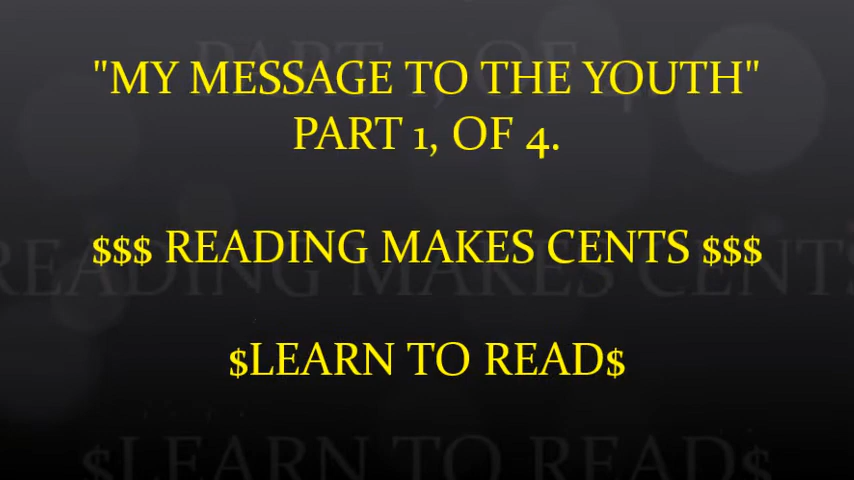 "MY MESSAGE TO THE YOUTH"
PART 1, OF 4.
$$$ READING MAKES CENTS $$$
$LEARN TO READ$